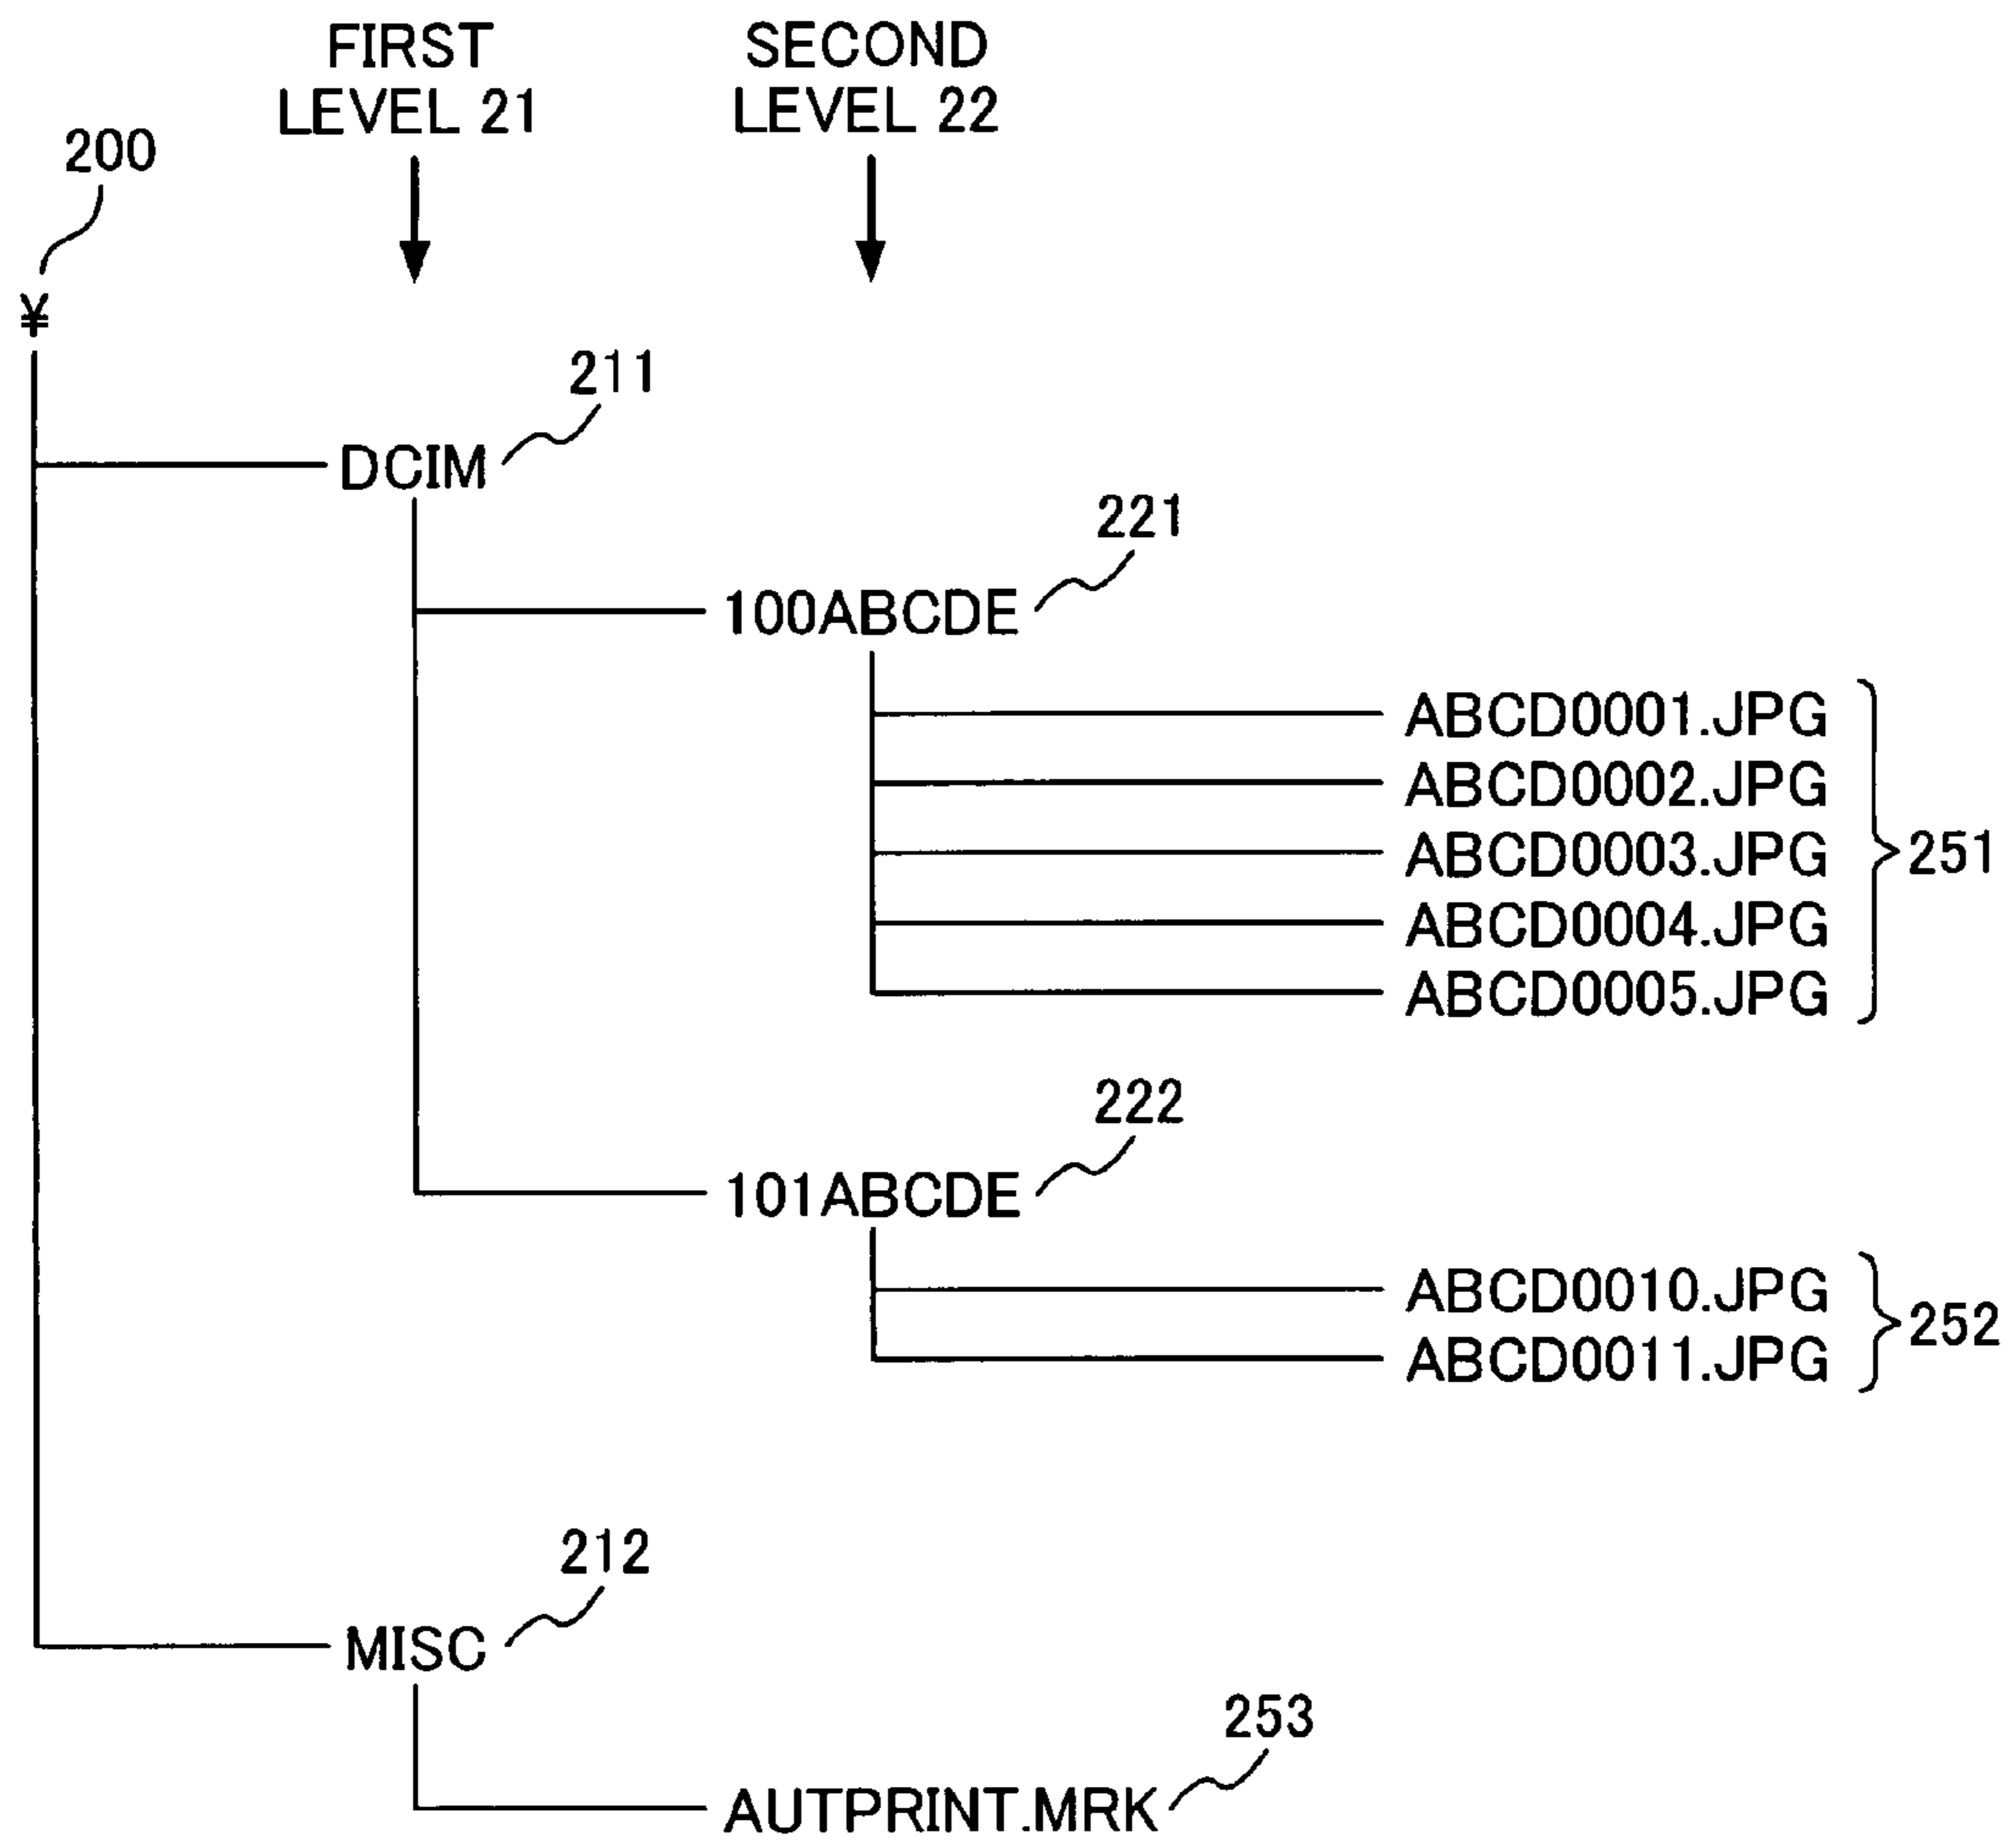 FIRST
LEVEL 21
SECOND
LEVEL 22
200
¥
211
DCIM
221
100ABCDE
ABCD0001.JPG
ABCD0002.JPG
ABCD0003.JPG
251
ABCD0004.JPG
ABCD0005.JPG
222
101ABCDE
ABCD0010.JPG
252
ABCD0011.JPG
212
MISC
253
AUTPRINT.MRK